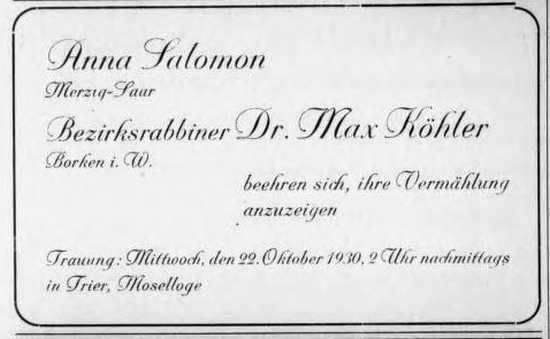 Anna Salomon
Merzig-Saar
Bezirksrabbiner Dr. Max Köhler
Borken i. W.
beehren sich, ihre Vermählung
anzuzeigen
Trauung: Mittwoch, den 22. Oktober 1930, 2 Uhr nachmittags
in Trier, Moselloge